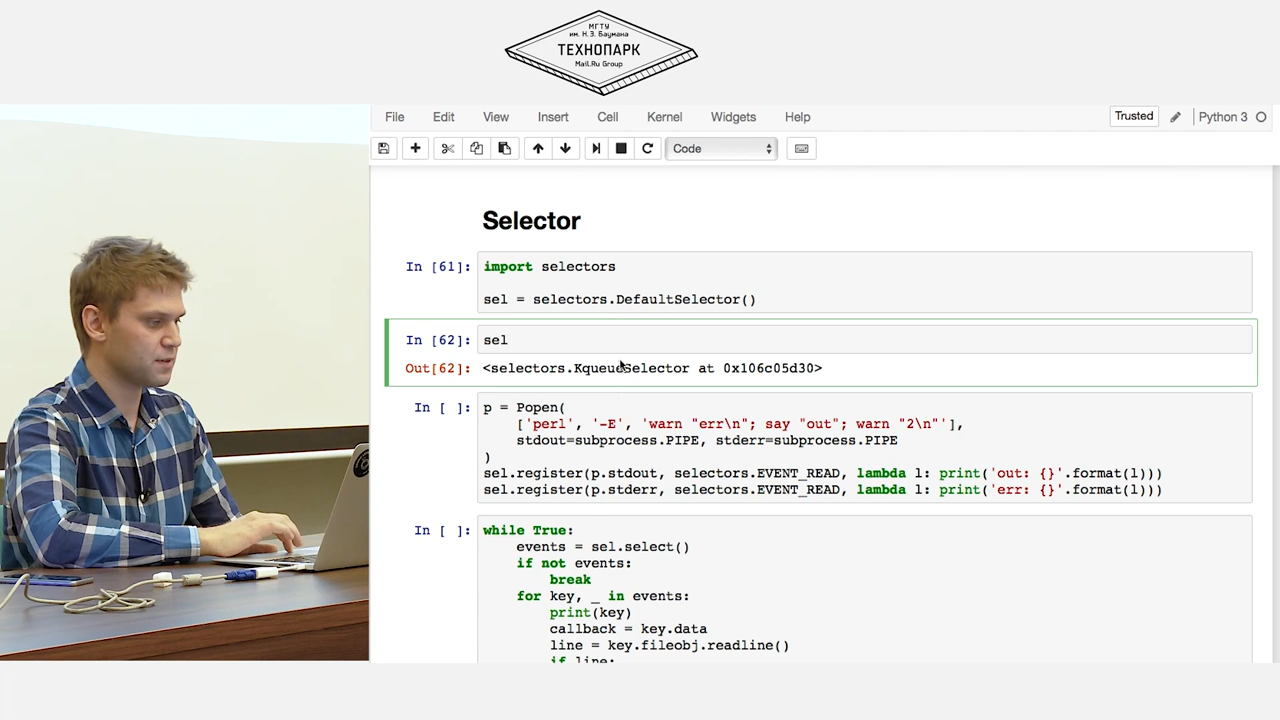 МГТУ
им. Н.Э. Баумана
ТЕХНОПАРК
Mail.Ru Group
File Edit View Insert Cell Kernel Widgets Help
Trusted
Python 3
Code
Selector
In [61]:
import selectors
sel = selectors.DefaultSelector()
In [62]:
sel
Out[62]:
<selectors.KqueueSelector at 0x106c05d30>
In [ ]:
p = Popen(
['perl', '-E', 'warn "err\n"; say "out"; warn "2\n"'],
stdout=subprocess.PIPE, stderr=subprocess.PIPE
)
sel.register(p.stdout, selectors.EVENT_READ, lambda l: print('out: {}'.format(l)))
sel.register(p.stderr, selectors.EVENT_READ, lambda l: print('err: {}'.format(l)))
In [ ]:
while True:
events = sel.select()
if not events:
break
for key, _ in events:
print(key)
callback = key.data
line = key.fileobj.readline()
if line: